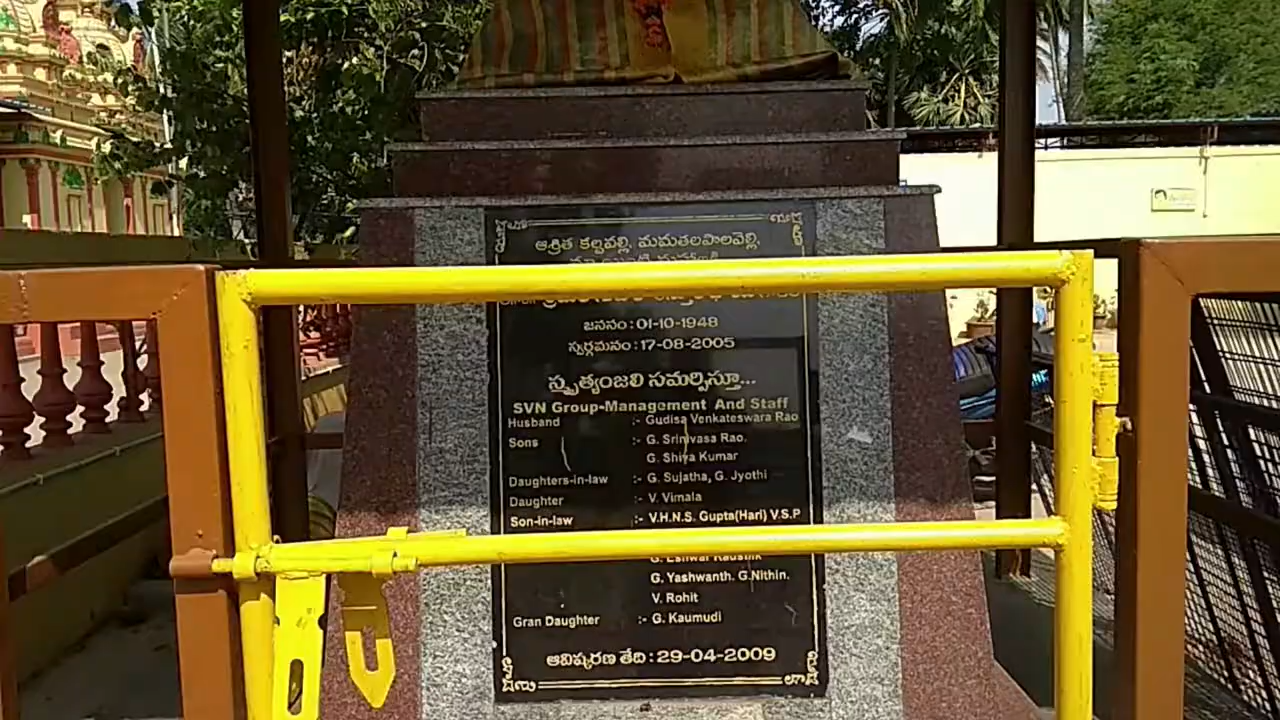 ఆశ్రిత కల్పవల్లి, మమతలపాలవెల్లి,
జననం : 01-10-1948
స్వర్గమనం : 17-08-2005
స్మృత్యంజలి సమర్పిస్తూ...
SVN Group-Management And Staff
Husband :- Gudisa Venkateswara Rao
Sons :- G. Srinivasa Rao.
G. Shiva Kumar
Daughters-in-law :- G. Sujatha, G. Jyothi
Daughter :- V. Vimala
Son-in-law :- V.H.N.S. Gupta(Hari) V.S.P
G. Eshwar Kaushik
G. Yashwanth. G.Nithin.
V. Rohit
Gran Daughter :- G. Kaumudi
ఆవిష్కరణ తేది : 29-04-2009